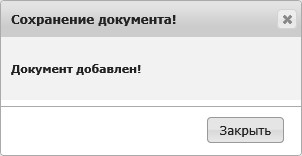 Сохранение документа!
Документ добавлен!
Закрыть